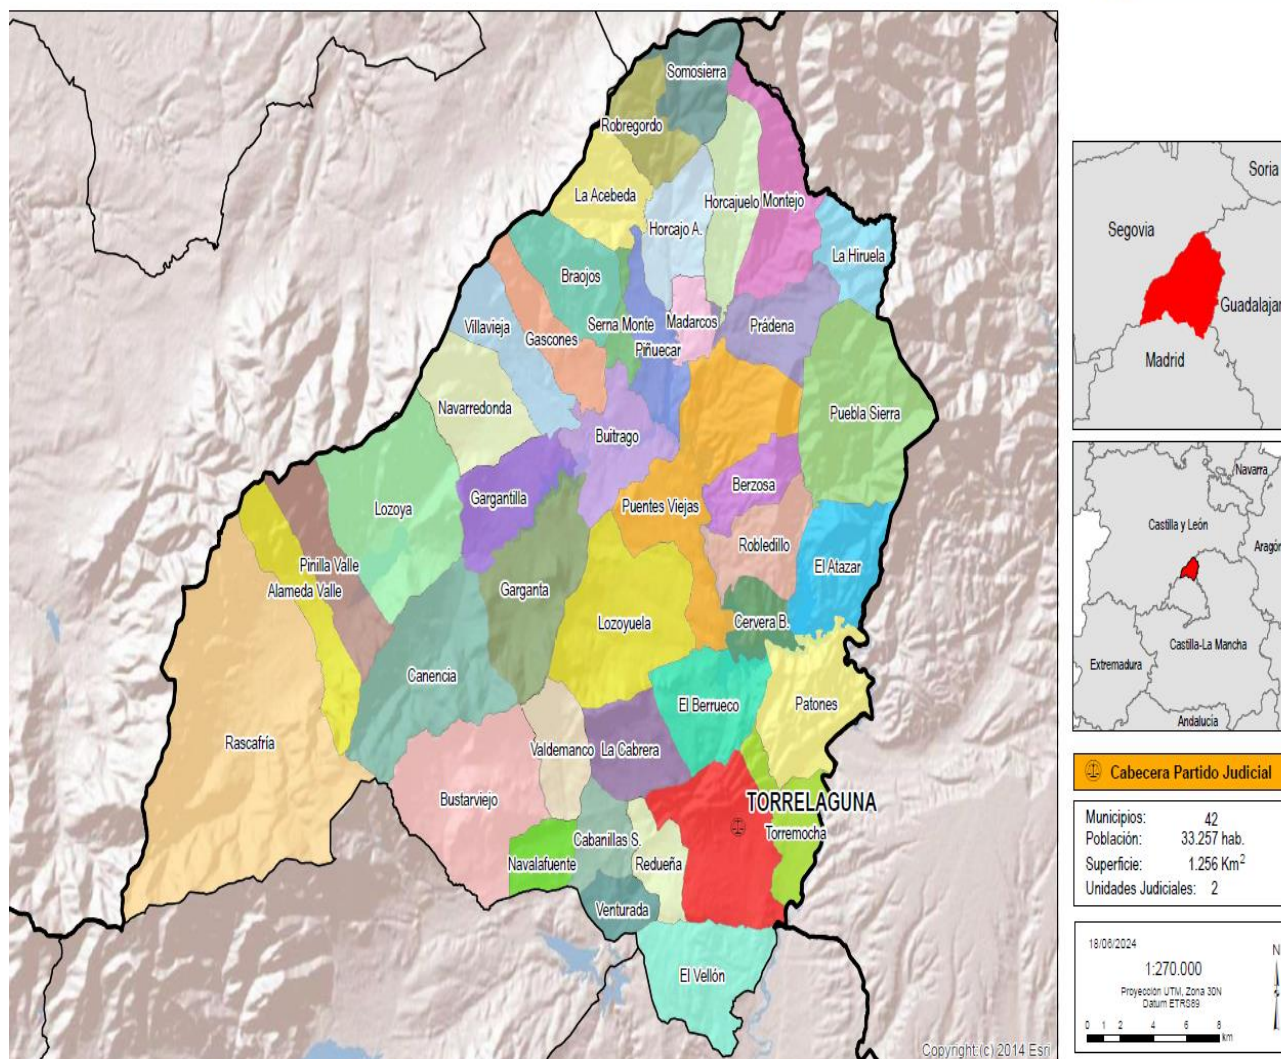 Somosierra
Robregordo
La Acebeda
Horcajuelo
Montejo
Horcajo A.
La Hiruela
Braojos
Villavieja
Gascones
Serna Monte
Madarcos
Prádena
Piñuecar
Navarredonda
Puebla Sierra
Buitrago
Gargantilla
Berzosa
Puentes Viejas
Lozoya
Robledillo
Pinilla Valle
El Atazar
Alameda Valle
Garganta
Lozoyuela
Cervera B.
Canencia
El Berrueco
Patones
Rascafría
Valdemanco
La Cabrera
Bustarviejo
TORRELAGUNA
Torremocha
Cabanillas S.
Navalafuente
Redueña
Venturada
El Vellón
Copyright:(c) 2014 Esri
Soria
Segovia
Guadalajar
Madrid
Navarra
Castilla y León
Aragón
Castilla-La Mancha
Extremadura
Andalucía
Cabecera Partido Judicial
Municipios: 42
Población: 33.257 hab.
Superficie: 1.256 Km²
Unidades Judiciales: 2
18/06/2024
N
1:270.000
Proyección UTM, Zona 30N
Datum ETRS89
0 1 2 4 6 8
km